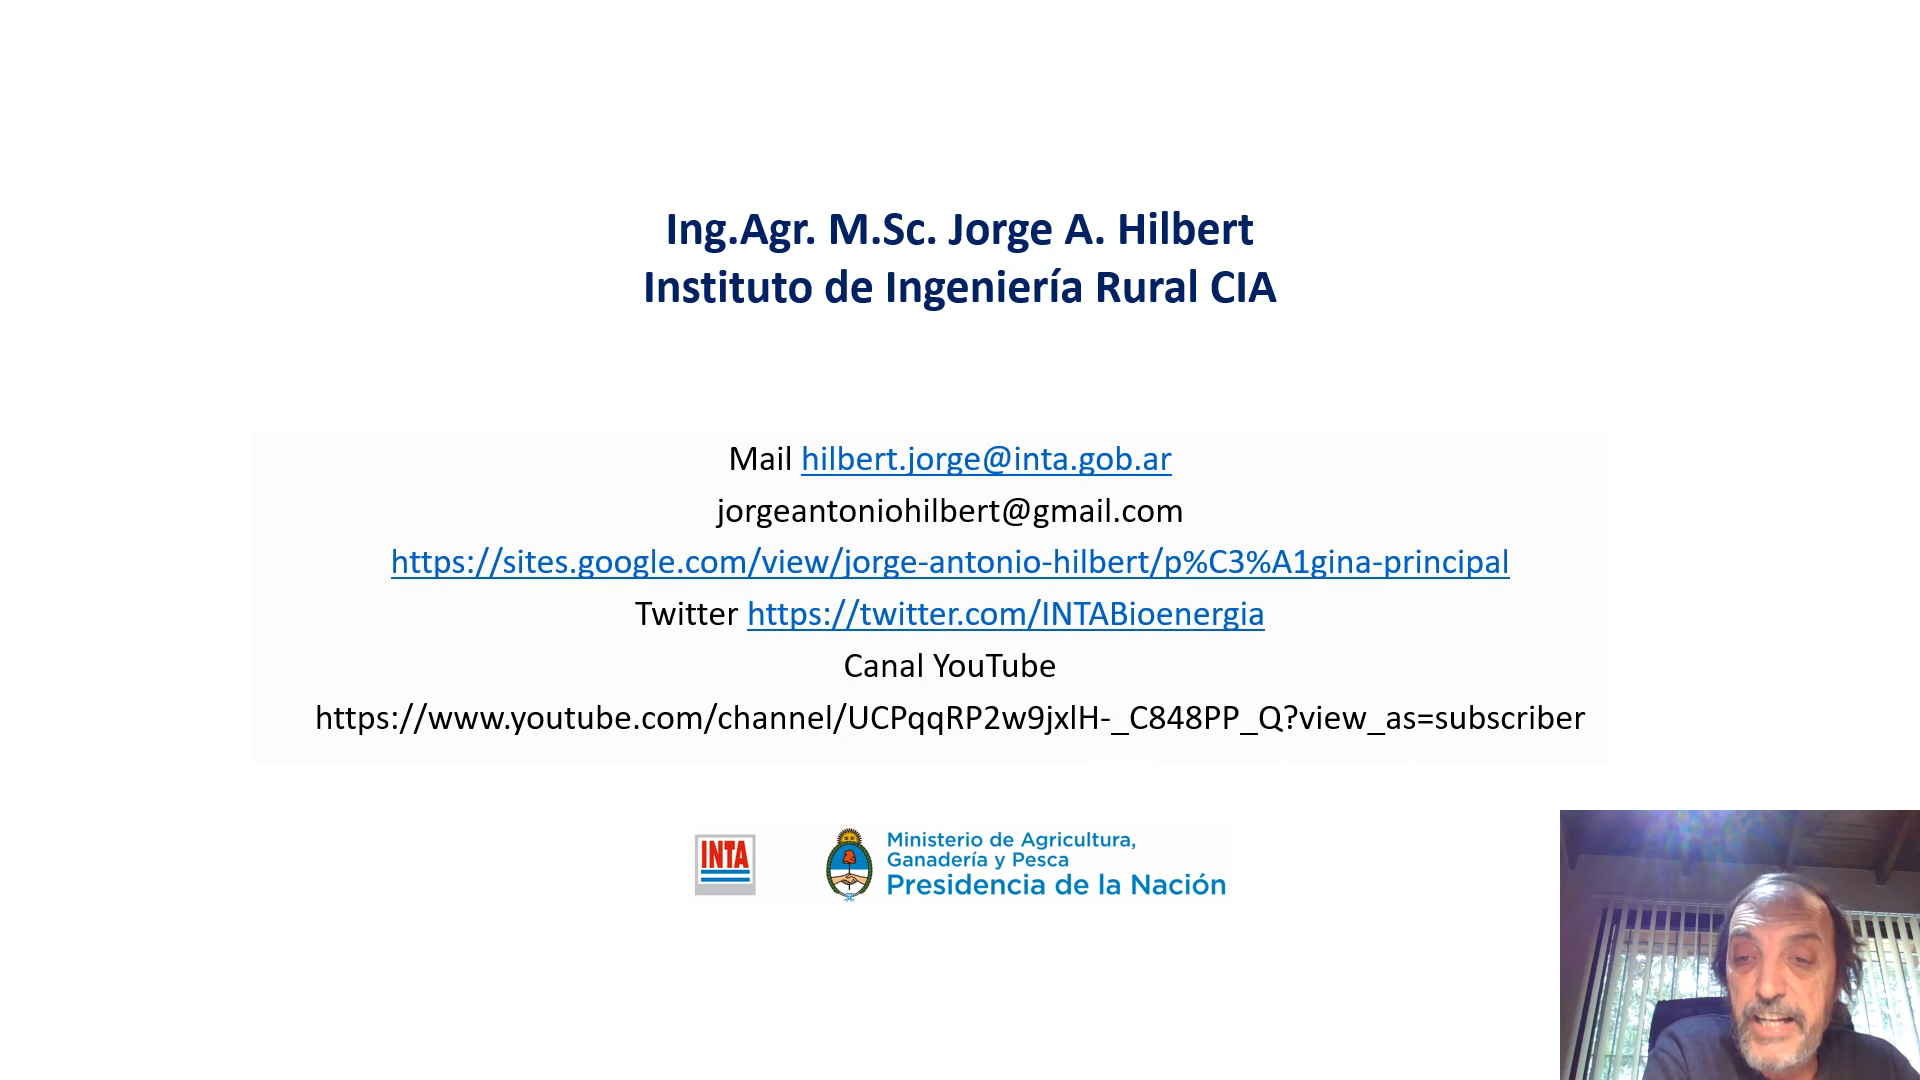 Ing.Agr. M.Sc. Jorge A. Hilbert
Instituto de Ingeniería Rural CIA
Mail hilbert.jorge@inta.gob.ar
jorgeantoniohilbert@gmail.com
https://sites.google.com/view/jorge-antonio-hilbert/p%C3%A1gina-principal
Twitter https://twitter.com/INTABioenergia
Canal YouTube
https://www.youtube.com/channel/UCPqqRP2w9jxlH-_C848PP_Q?view_as=subscriber
INTA
Ministerio de Agricultura,
Ganadería y Pesca
Presidencia de la Nación